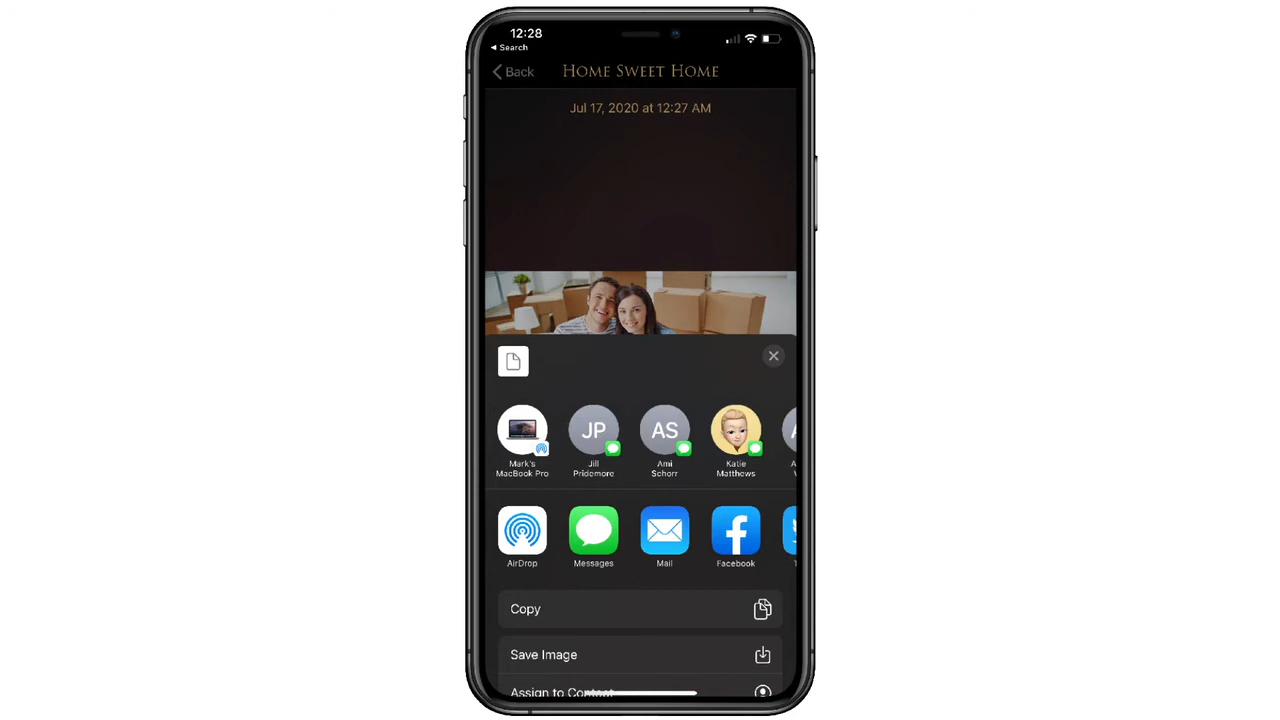 12:28
◀ Search
Back
HOME SWEET HOME
Jul 17, 2020 at 12:27 AM
JP
AS
A
Mark's
MacBook Pro
Jill
Pridemore
Ami
Schorr
Katie
Matthews
AirDrop
Messages
Mail
Facebook
Copy
Save Image
Assign to Contact